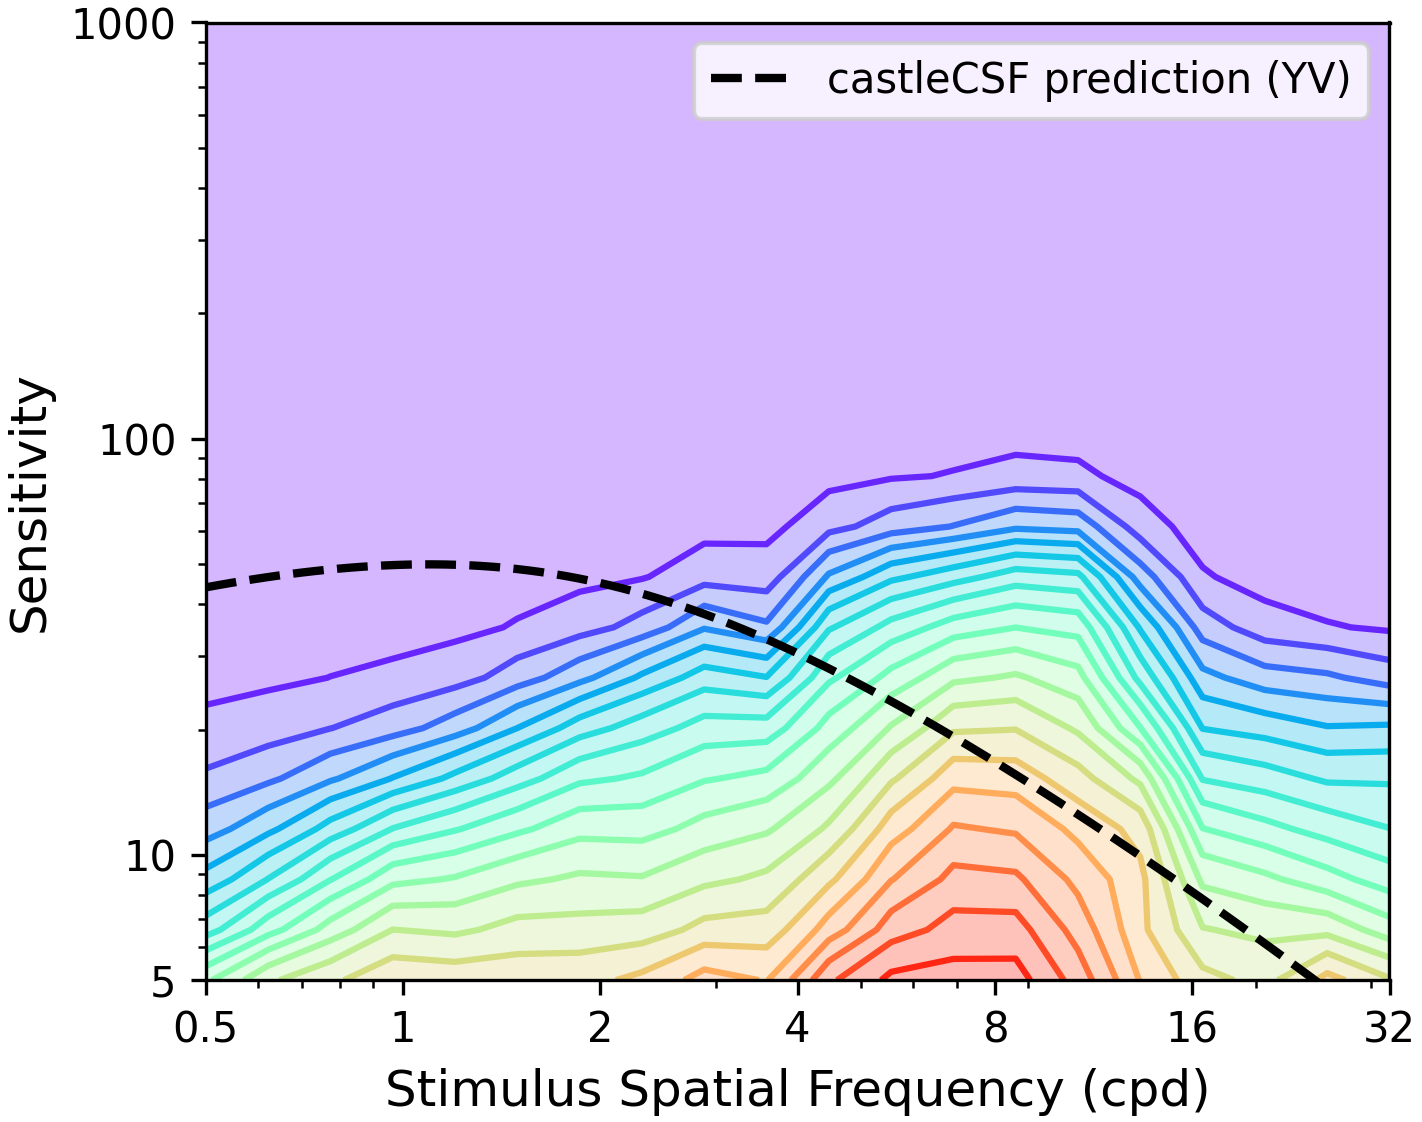 1000
100
10
5
Sensitivity
castleCSF prediction (YV)
0.5 1 2 4 8 16 32
Stimulus Spatial Frequency (cpd)